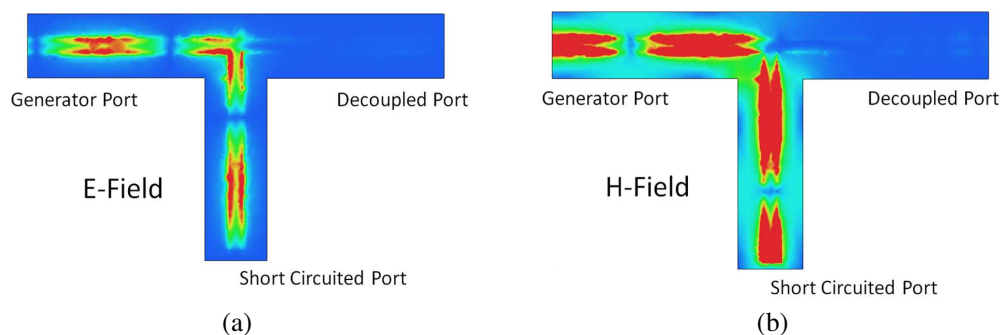 Generator Port
Decoupled Port
E-Field
Short Circuited Port
(a)
Generator Port
Decoupled Port
H-Field
Short Circuited Port
(b)